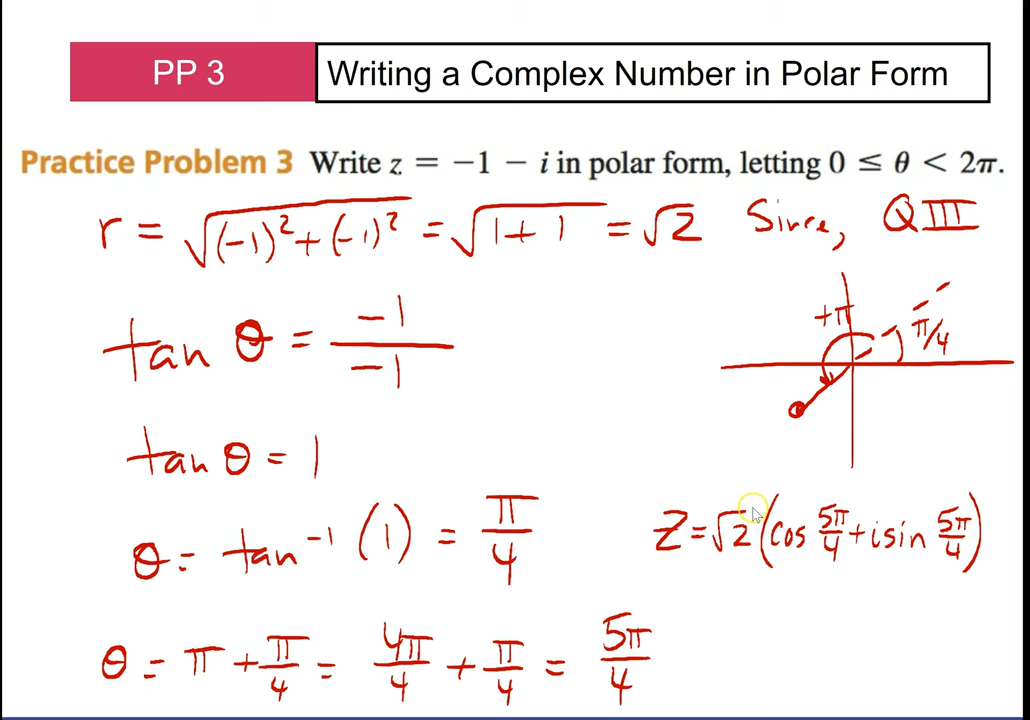 PP 3 Writing a Complex Number in Polar Form
Practice Problem 3 Write z = −1 − i in polar form, letting 0 ≤ θ < 2π.
r = √((-1)² + (-1)²) = √(1+1) = √2 Since, QIII
tan θ = -1/-1
+π π/4
tan θ = 1
θ = tan⁻¹(1) = π/4
z = √2(cos 5π/4 + isin 5π/4)
θ = π + π/4 = 4π/4 + π/4 = 5π/4